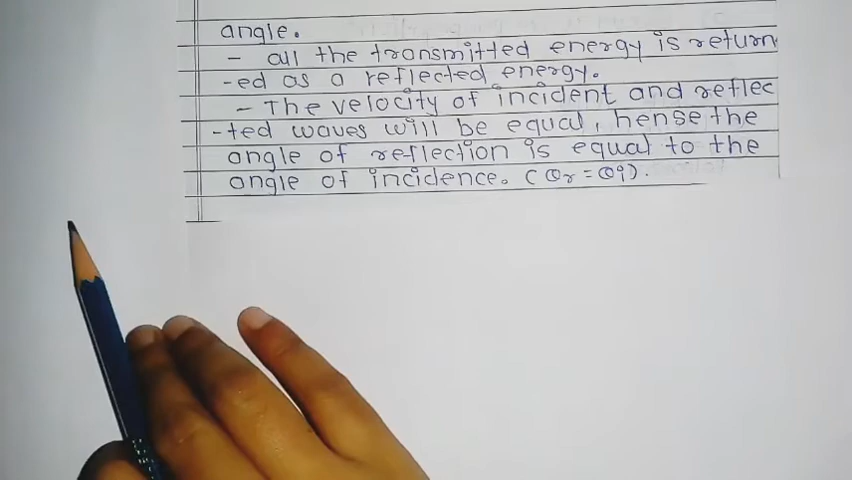 angle.
- all the transmitted energy is return
-ed as a reflected energy.
- The velocity of incident and reflec
-ted waves will be equal, hense the
angle of reflection is equal to the
angle of incidence. (θr = θi).